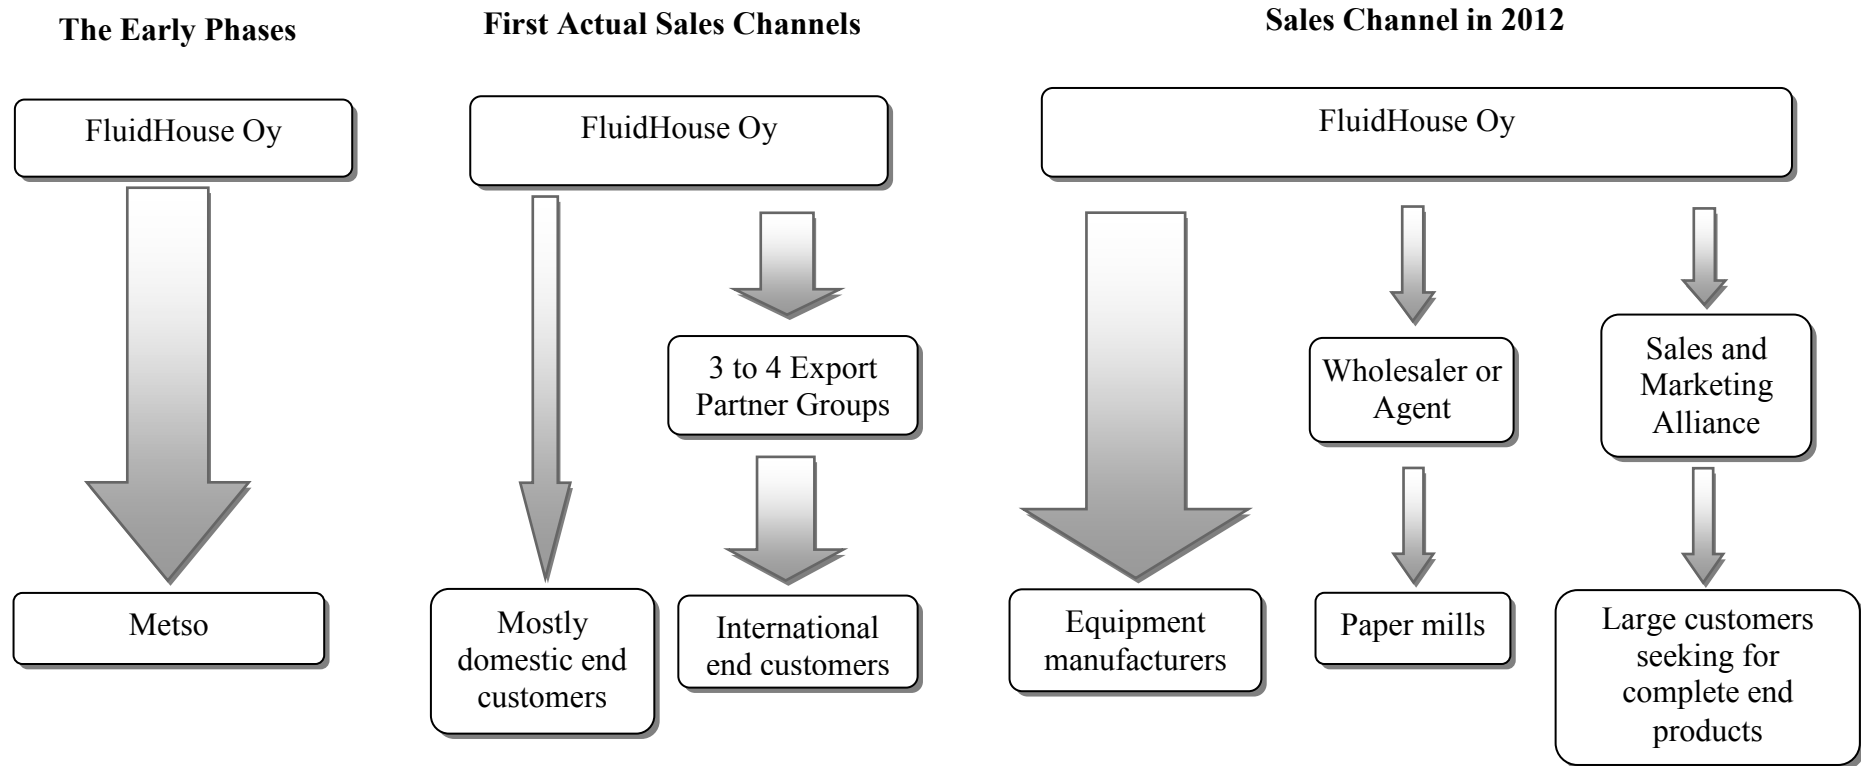 The Early Phases
FluidHouse Oy
Metso
First Actual Sales Channels
FluidHouse Oy
3 to 4 Export
Partner Groups
Mostly
domestic end
customers
International
end customers
Sales Channel in 2012
FluidHouse Oy
Wholesaler or
Agent
Sales and
Marketing
Alliance
Equipment
manufacturers
Paper mills
Large customers
seeking for
complete end
products